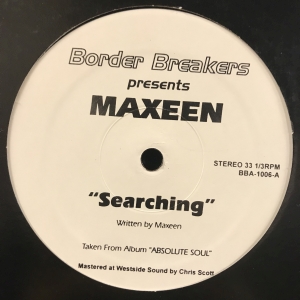 Border Breakers
presents
MAXEEN
STEREO 33 1/3RPM
BBA-1006-A
"Searching"
Written by Maxeen
Taken From Album "ABSOLUTE SOUL"
Mastered at Westside Sound by Chris Scott